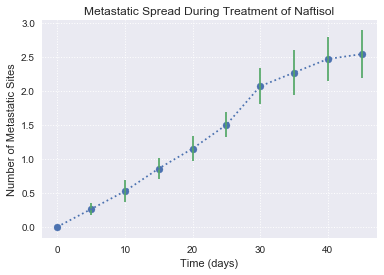 Metastatic Spread During Treatment of Naftisol
Number of Metastatic Sites
3.0
2.5
2.0
1.5
1.0
0.5
0.0
0 10 20 30 40
Time (days)